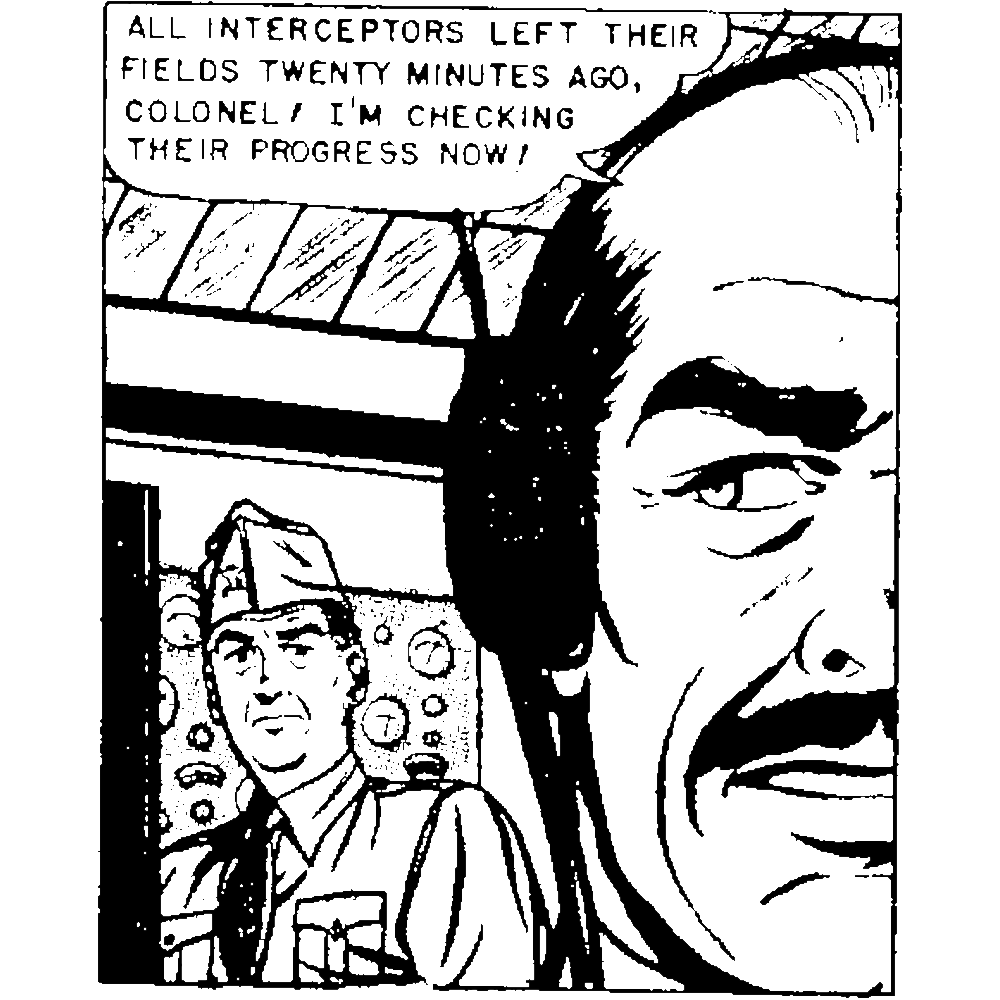 ALL INTERCEPTORS LEFT THEIR
FIELDS TWENTY MINUTES AGO,
COLONEL! I'M CHECKING
THEIR PROGRESS NOW!